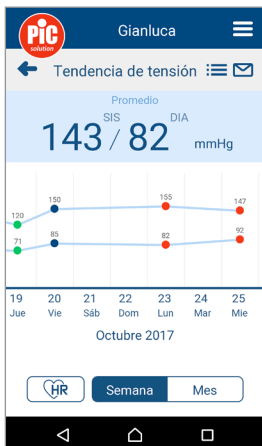 PiC
solution
Gianluca
Tendencia de tensión
Promedio
SIS DIA
143 / 82 mmHg
120 150 155 147
71 85 82 92
19 20 21 22 23 24 25
Jue Vie Sáb Dom Lun Mar Mie
Octubre 2017
HR
Semana
Mes